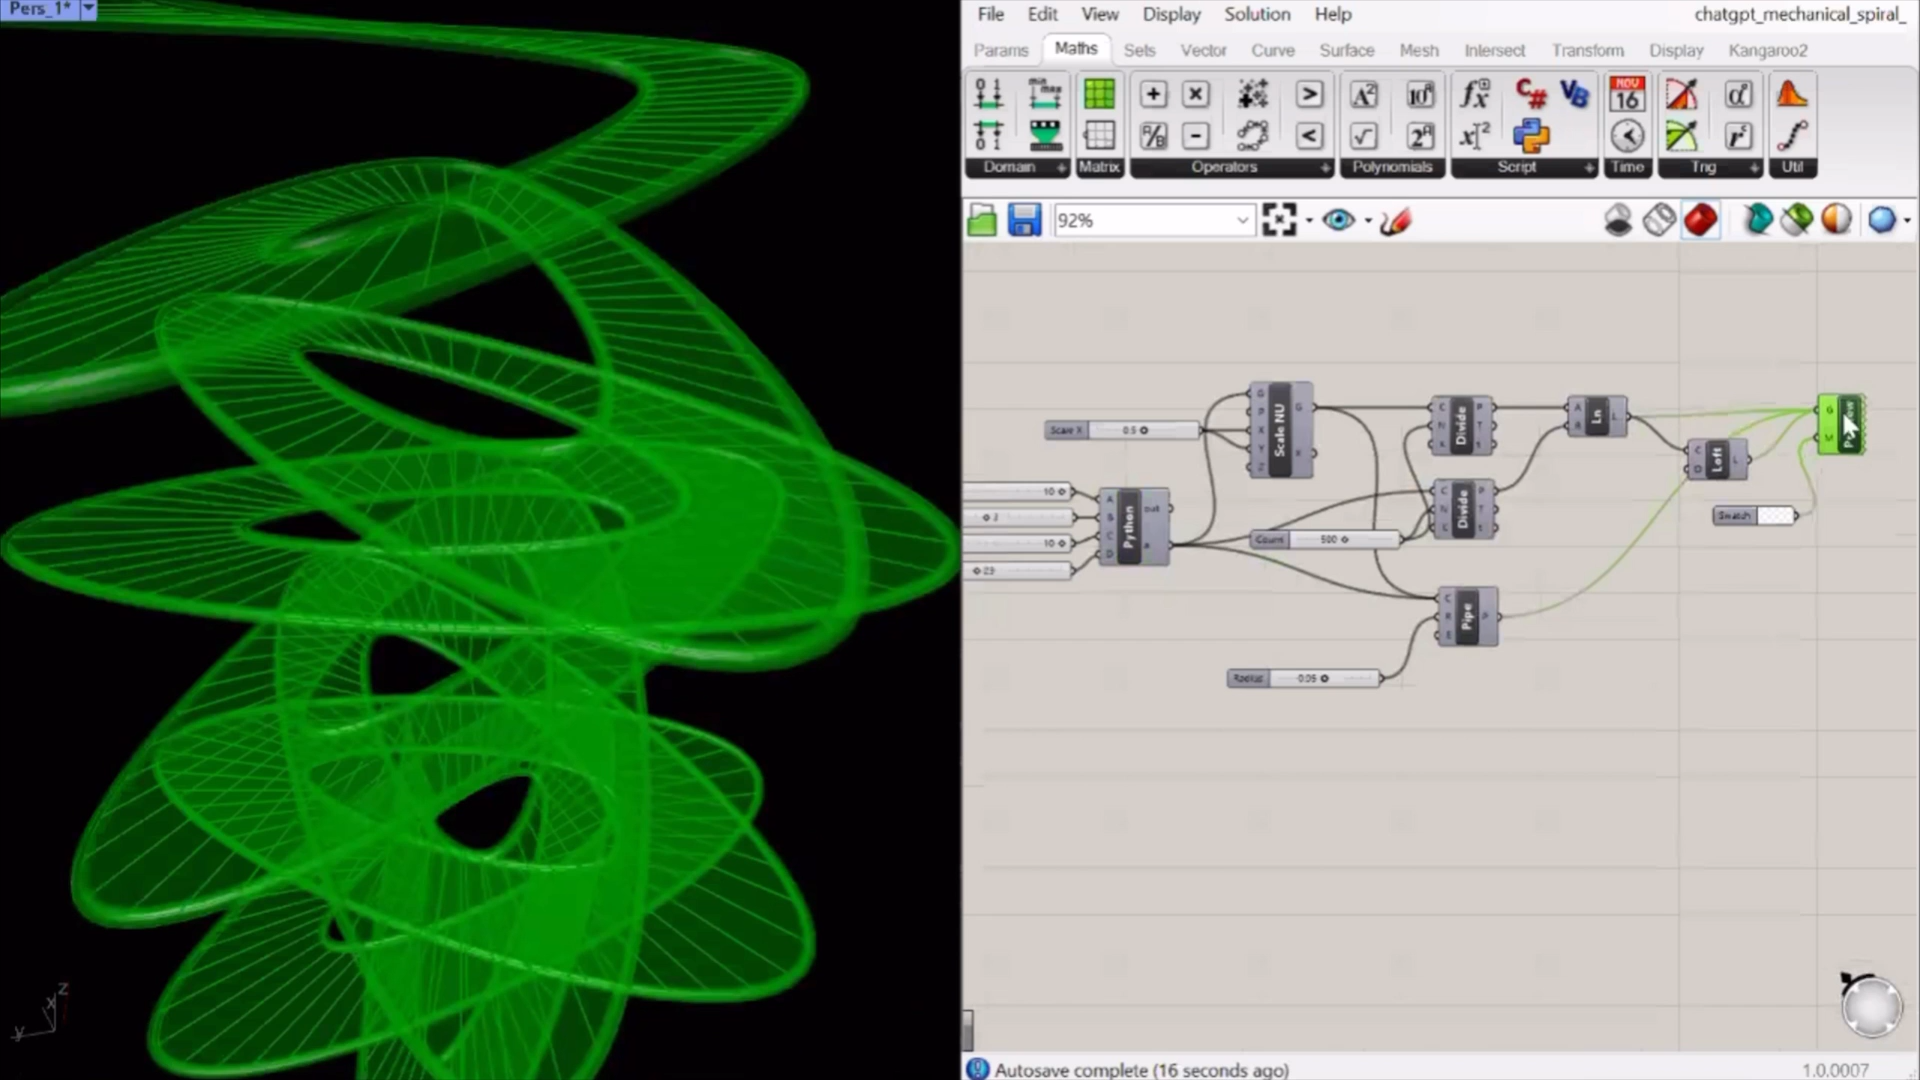 Pers_1*
z
x
y
File Edit View Display Solution Help
chatgpt_mechanical_spiral_
Params Maths Sets Vector Curve Surface Mesh Intersect Transform Display Kangaroo2
Domain Matrix Operators Polynomials Script Time Trig Util
NOV 16
92%
Scale X 0.5
Scale NU
Divide
Ln
Loft
10
10
23
Python
out
a
Count 500
Divide
Swatch
Pipe
Radius 0.05
Autosave complete (16 seconds ago)
1.0.0007